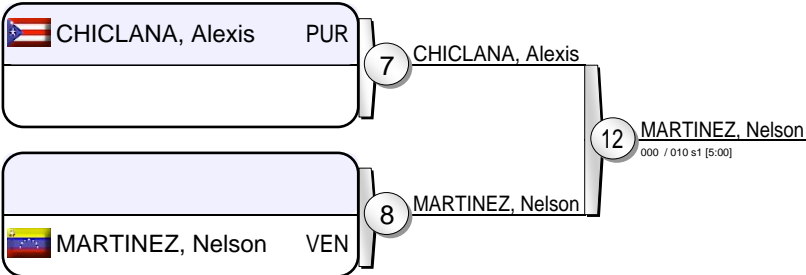 CHICLANA, Alexis PUR
7
CHICLANA, Alexis
12
MARTINEZ, Nelson
000 / 010 s1 [5:00]
8
MARTINEZ, Nelson
MARTINEZ, Nelson VEN